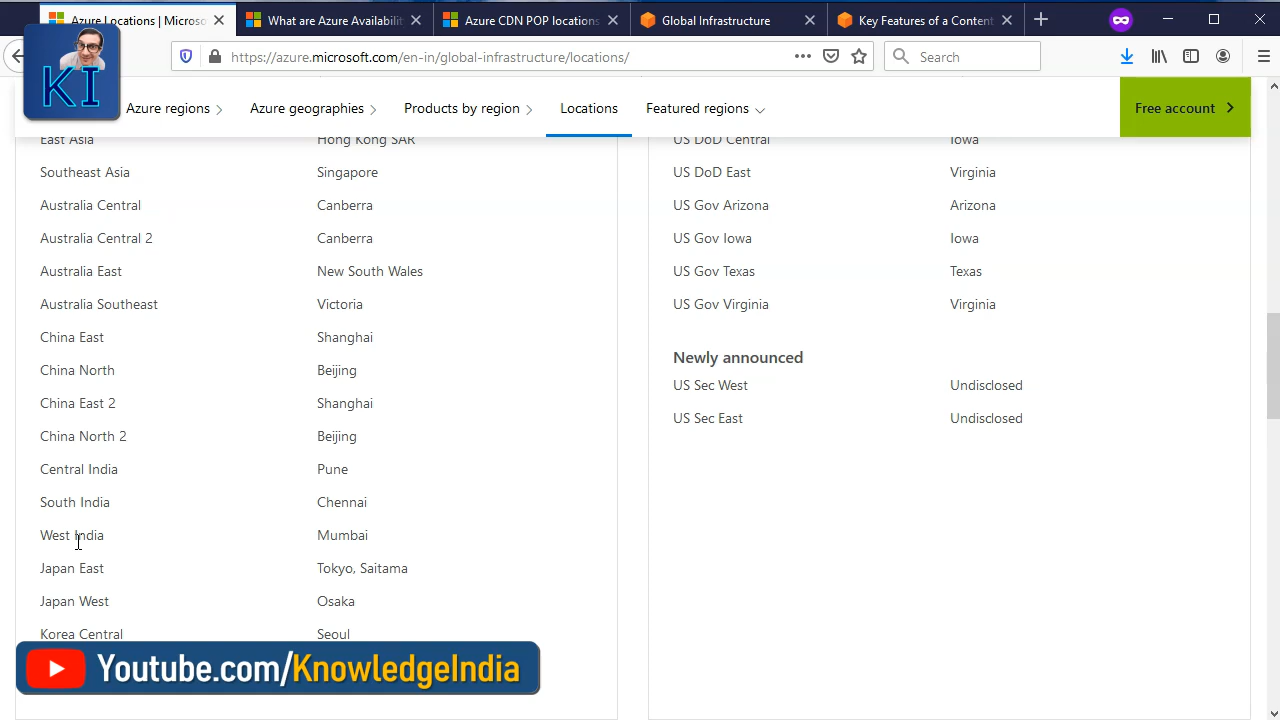 Azure Locations | Microso
What are Azure Availabilit
Azure CDN POP locations
Global Infrastructure
Key Features of a Content
https://azure.microsoft.com/en-in/global-infrastructure/locations/
Search
KI
Azure regions
Azure geographies
Products by region
Locations
Featured regions
Free account
East Asia Hong Kong SAR
Southeast Asia Singapore
Australia Central Canberra
Australia Central 2 Canberra
Australia East New South Wales
Australia Southeast Victoria
China East Shanghai
China North Beijing
China East 2 Shanghai
China North 2 Beijing
Central India Pune
South India Chennai
West India Mumbai
Japan East Tokyo, Saitama
Japan West Osaka
Korea Central Seoul
US DoD Central Iowa
US DoD East Virginia
US Gov Arizona Arizona
US Gov Iowa Iowa
US Gov Texas Texas
US Gov Virginia Virginia
Newly announced
US Sec West Undisclosed
US Sec East Undisclosed
Youtube.com/KnowledgeIndia